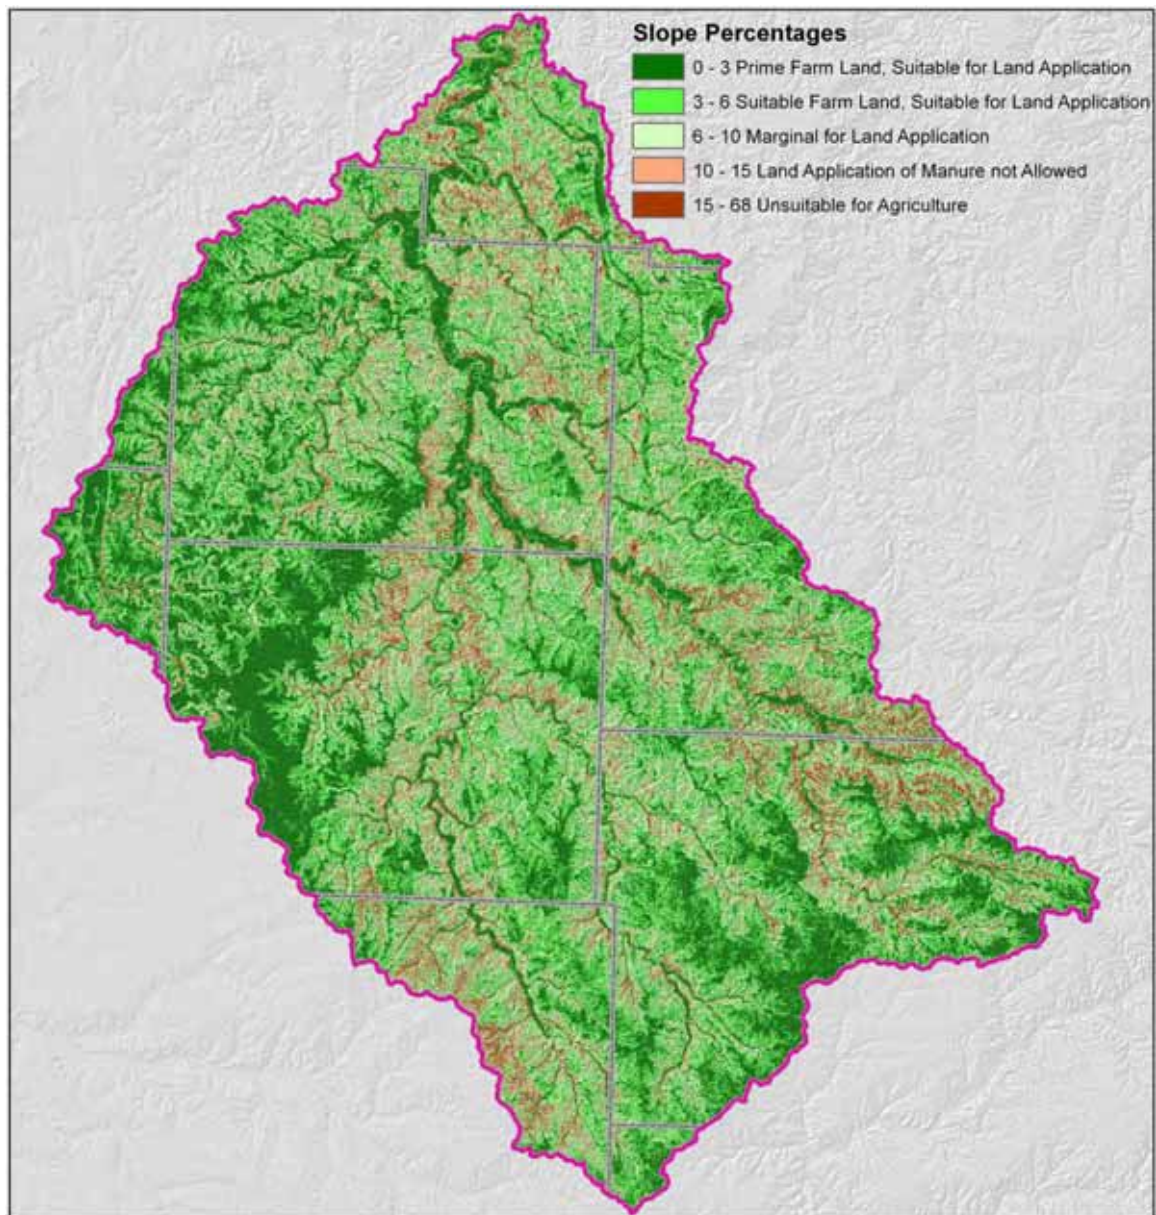 Slope Percentages
0 - 3 Prime Farm Land, Suitable for Land Application
3 - 6 Suitable Farm Land, Suitable for Land Application
6 - 10 Marginal for Land Application
10 - 15 Land Application of Manure not Allowed
15 - 68 Unsuitable for Agriculture